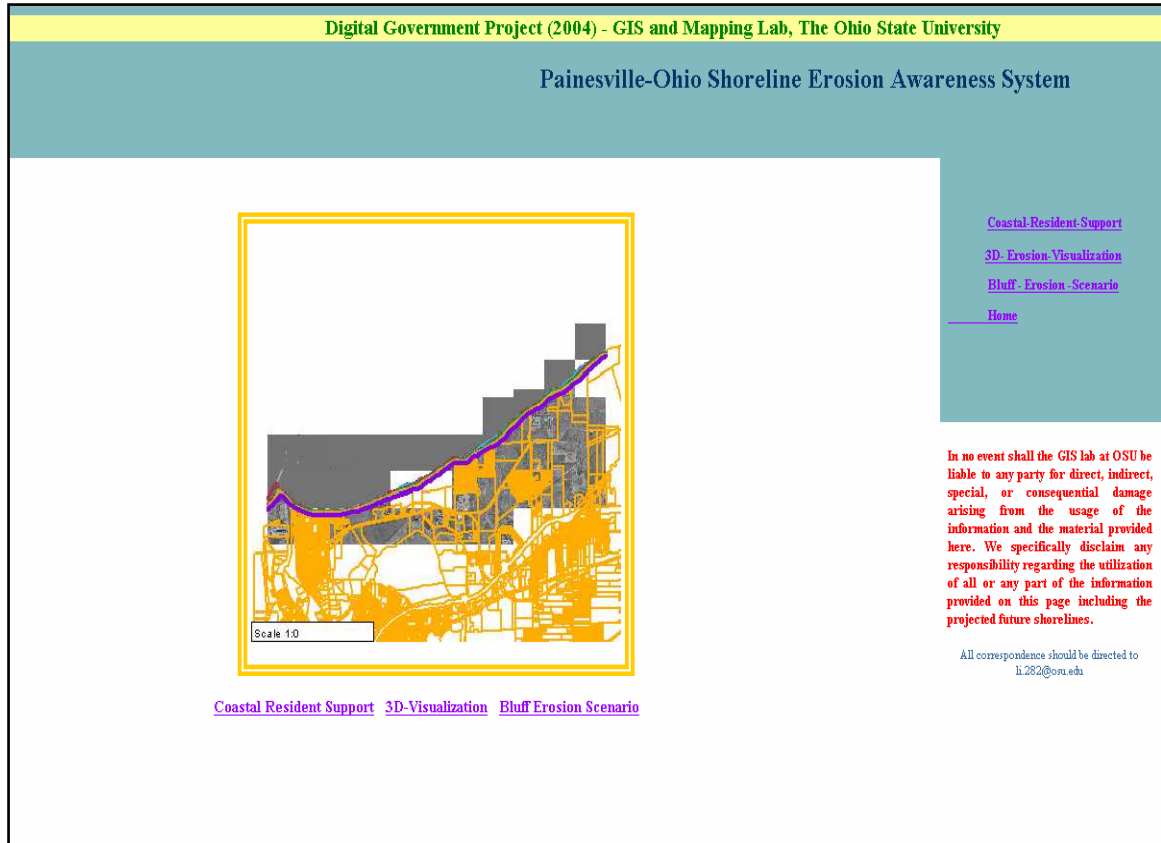 Digital Government Project (2004) - GIS and Mapping Lab, The Ohio State University
Painesville-Ohio Shoreline Erosion Awareness System
Coastal-Resident-Support
3D- Erosion-Visualization
Bluff - Erosion -Scenario
Home
Scale 1:0
Coastal Resident Support 3D-Visualization Bluff Erosion Scenario
In no event shall the GIS lab at OSU be
liable to any party for direct, indirect,
special, or consequential damage
arising from the usage of the
information and the material provided
here. We specifically disclaim any
responsibility regarding the utilization
of all or any part of the information
provided on this page including the
projected future shorelines.
All correspondence should be directed to
li.282@osu.edu